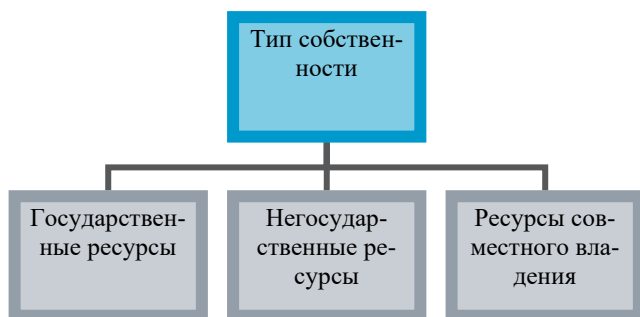 Тип собствен-
ности
Государствен-
ные ресурсы
Негосудар-
ственные ре-
сурсы
Ресурсы сов-
местного вла-
дения